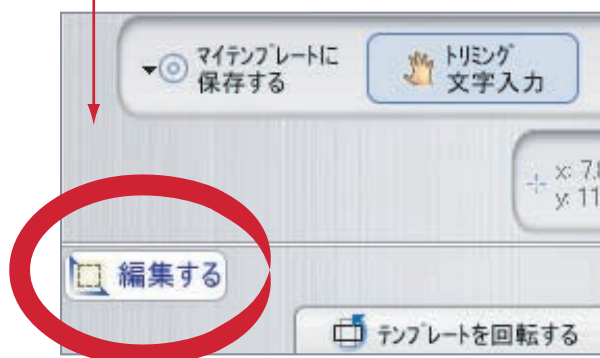 マイテンプレートに
保存する
トリミング
文字入力
x: 7.
y: 11
編集する
テンプレートを回転する